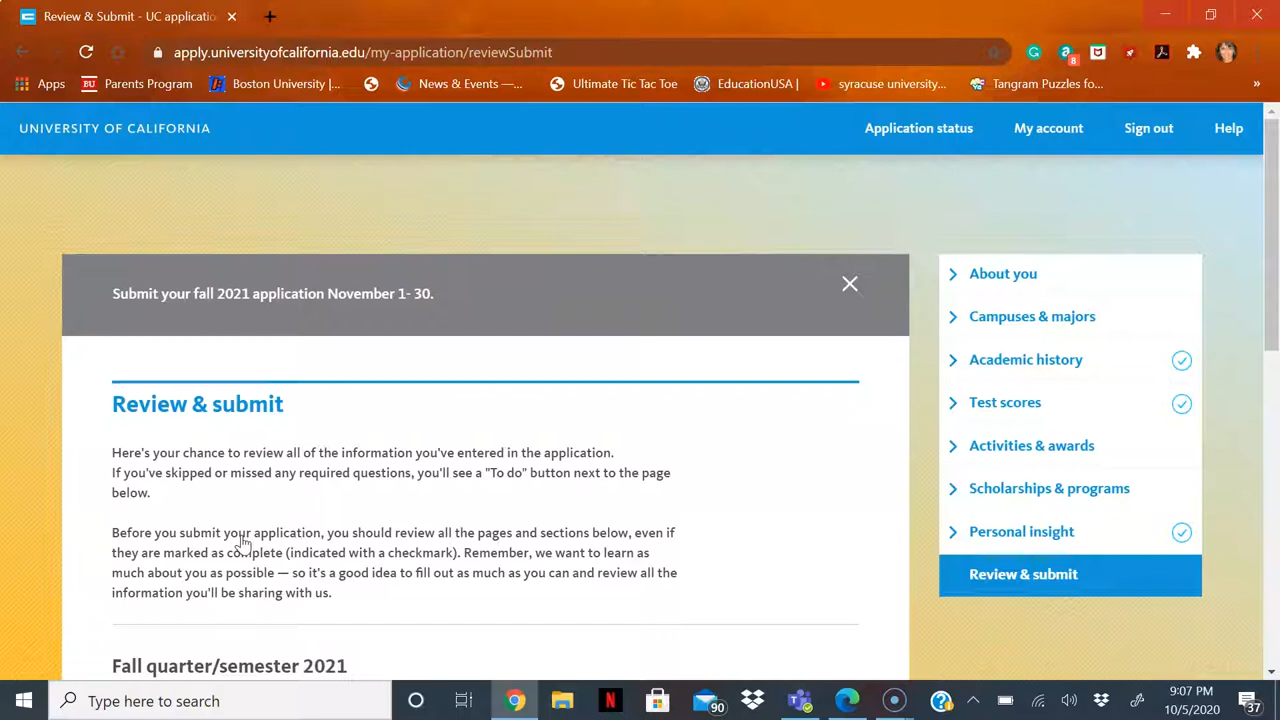 Review & Submit - UC applicatio
apply.universityofcalifornia.edu/my-application/reviewSubmit
8
Apps
BU
Parents Program
Boston University |...
News & Events —...
Ultimate Tic Tac Toe
EducationUSA |
syracuse university...
Tangram Puzzles fo...
»
UNIVERSITY OF CALIFORNIA
Application status
My account
Sign out
Help
Submit your fall 2021 application November 1- 30.
Review & submit
Here's your chance to review all of the information you've entered in the application.
If you've skipped or missed any required questions, you'll see a "To do" button next to the page
below.
Before you submit your application, you should review all the pages and sections below, even if
they are marked as complete (indicated with a checkmark). Remember, we want to learn as
much about you as possible — so it's a good idea to fill out as much as you can and review all the
information you'll be sharing with us.
Fall quarter/semester 2021
About you
Campuses & majors
Academic history
Test scores
Activities & awards
Scholarships & programs
Personal insight
Review & submit
Type here to search
N
90
9:07 PM
10/5/2020
37